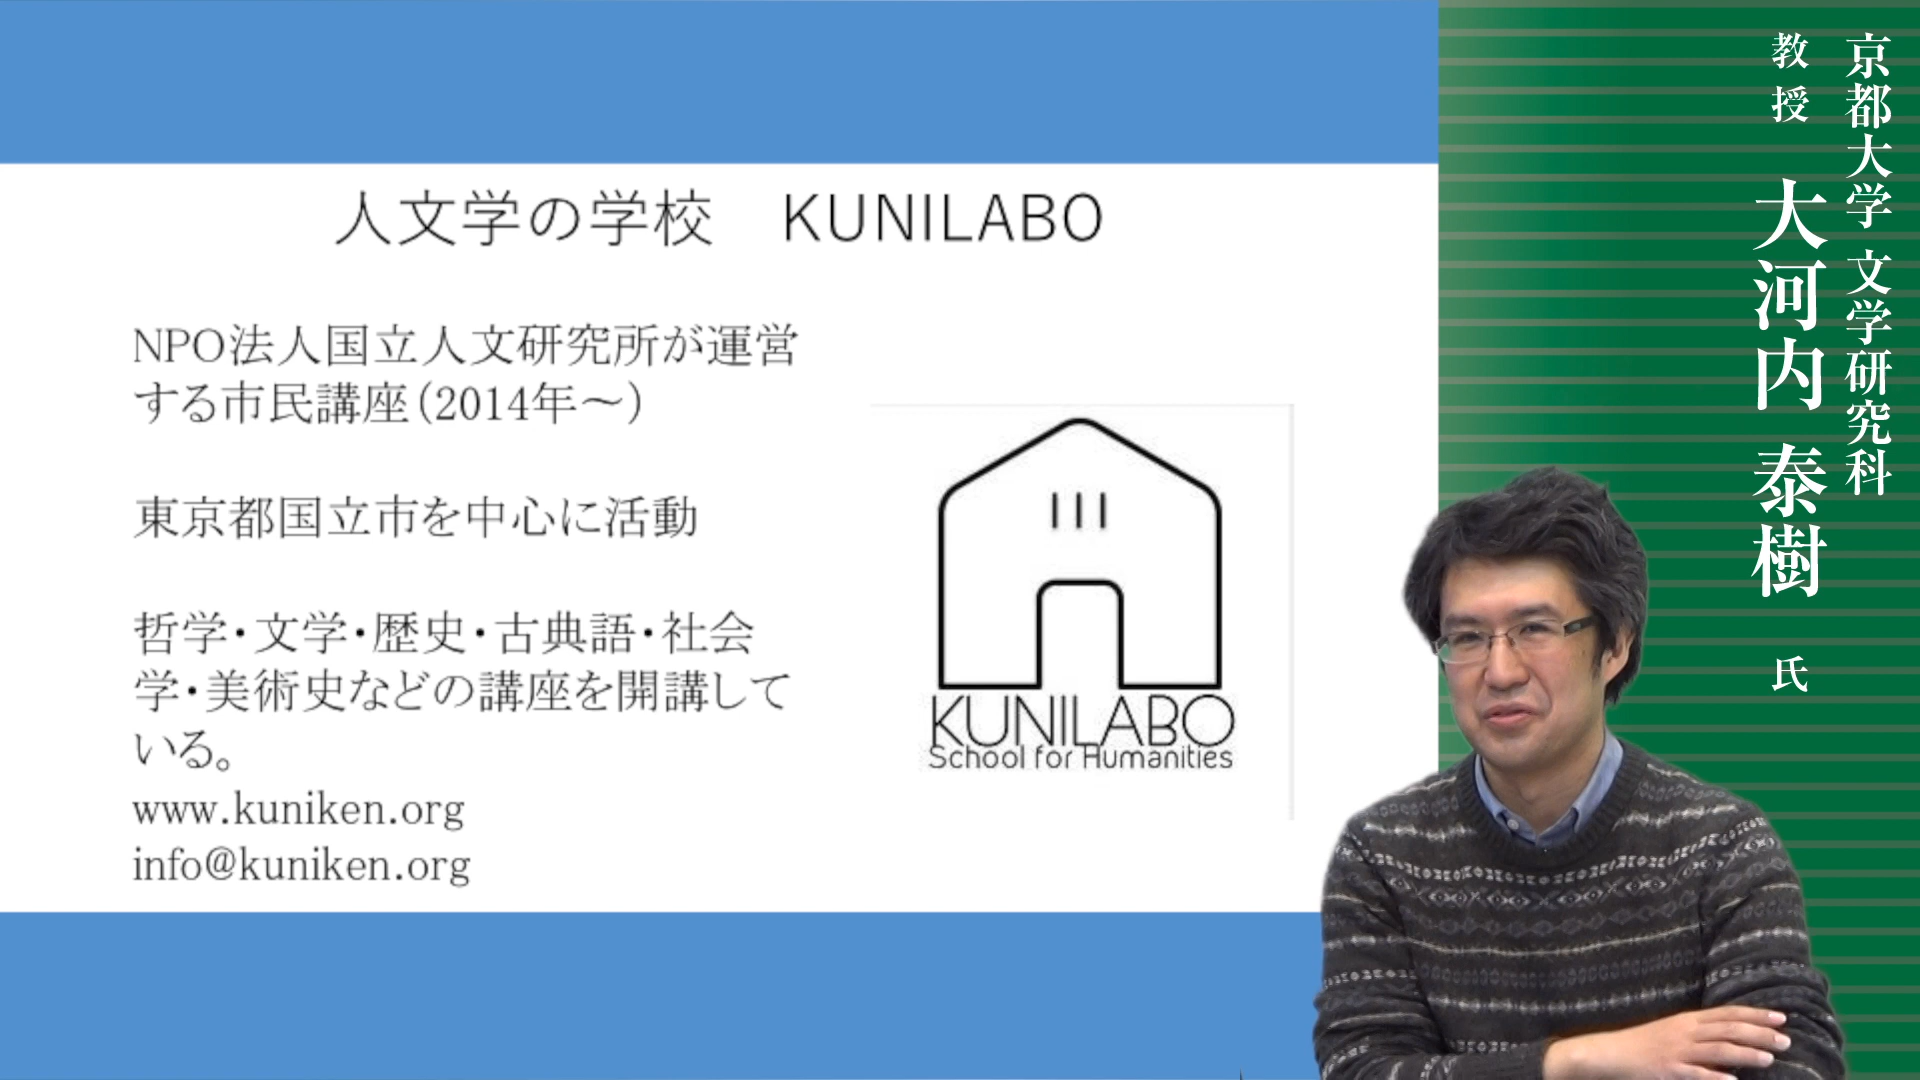 人文学の学校　KUNILABO
NPO法人国立人文研究所が運営
する市民講座（2014年～）
東京都国立市を中心に活動
哲学・文学・歴史・古典語・社会
学・美術史などの講座を開講して
いる。
www.kuniken.org
info@kuniken.org
KUNILABO
School for Humanities
京都大学 文学研究科
教授 大河内 泰樹 氏